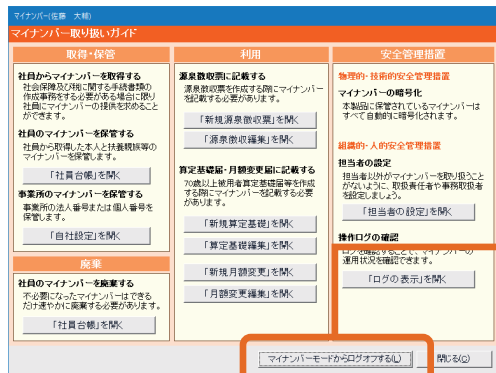 マイナンバー(佐藤 大輔)
マイナンバー取り扱いガイド
取得・保管
社員からマイナンバーを取得する
社会保障及び税に関する手続書類の
作成事務をする必要がある場合に限り
社員にマイナンバーの提供を求めること
ができます。
社員のマイナンバーを保管する
社員から取得した本人と扶養親族等の
マイナンバーを保管します。
「社員台帳」を開く
事業所のマイナンバーを保管する
事業所の法人番号または個人番号を
保管します。
「自社設定」を開く
廃棄
社員のマイナンバーを廃棄する
不必要になったマイナンバーはできる
だけ速やかに廃棄する必要があります。
「社員台帳」を開く
利用
源泉徴収票に記載する
源泉徴収票を作成する際にマイナンバー
を記載する必要があります。
「新規源泉徴収票」を開く
「源泉徴収編集」を開く
算定基礎届・月額変更届に記載する
70歳以上被用者算定基礎届等を作成
する際にマイナンバーを記載する必要
があります。
「新規算定基礎」を開く
「算定基礎編集」を開く
「新規月額変更」を開く
「月額変更編集」を開く
安全管理措置
物理的・技術的安全管理措置
マイナンバーの暗号化
本製品に保管されているマイナンバーは
すべて自動的に暗号化されます。
組織的・人的安全管理措置
担当者の設定
担当者以外がマイナンバーを取り扱うこと
がないように、取扱責任者や事務取扱者
を設定しましょう。
「担当者の設定」を開く
操作ログの確認
ログを確認することで、マイナンバーの
運用状況を確認できます。
「ログの表示」を開く
マイナンバーモードからログオフする(L)
閉じる(C)